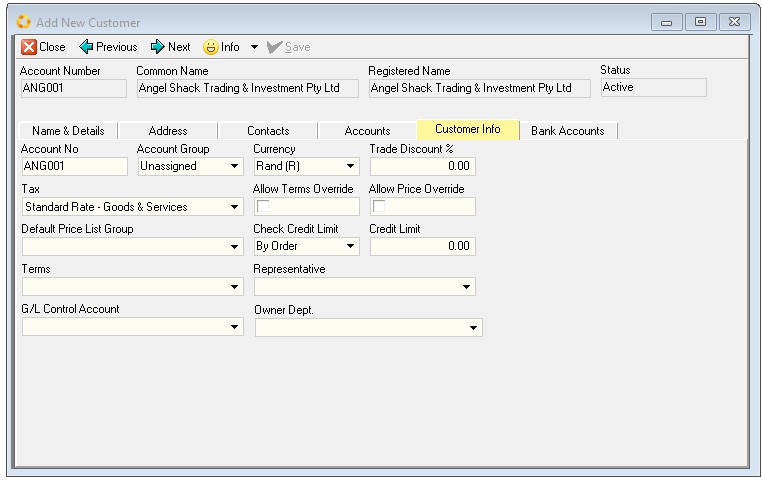 Add New Customer
Close Previous Next Info Save
Account Number Common Name Registered Name Status
ANG001 Angel Shack Trading & Investment Pty Ltd Angel Shack Trading & Investment Pty Ltd Active
Name & Details Address Contacts Accounts Customer Info Bank Accounts
Account No Account Group Currency Trade Discount %
ANG001 Unassigned Rand (R) 0.00
Tax Allow Terms Override Allow Price Override
Standard Rate - Goods & Services
Default Price List Group Check Credit Limit Credit Limit
By Order 0.00
Terms Representative
G/L Control Account Owner Dept.